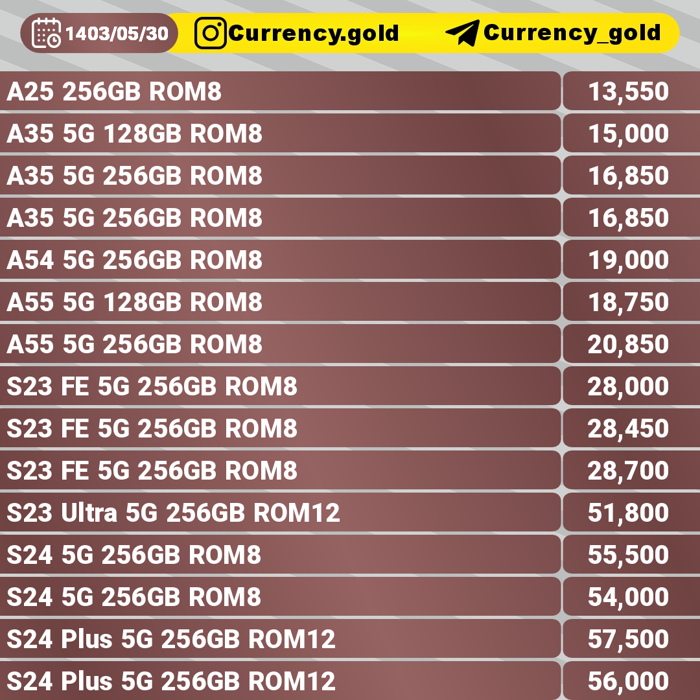 1403/05/30 Currency.gold Currency_gold
A25 256GB ROM8 13,550
A35 5G 128GB ROM8 15,000
A35 5G 256GB ROM8 16,850
A35 5G 256GB ROM8 16,850
A54 5G 256GB ROM8 19,000
A55 5G 128GB ROM8 18,750
A55 5G 256GB ROM8 20,850
S23 FE 5G 256GB ROM8 28,000
S23 FE 5G 256GB ROM8 28,450
S23 FE 5G 256GB ROM8 28,700
S23 Ultra 5G 256GB ROM12 51,800
S24 5G 256GB ROM8 55,500
S24 5G 256GB ROM8 54,000
S24 Plus 5G 256GB ROM12 57,500
S24 Plus 5G 256GB ROM12 56,000